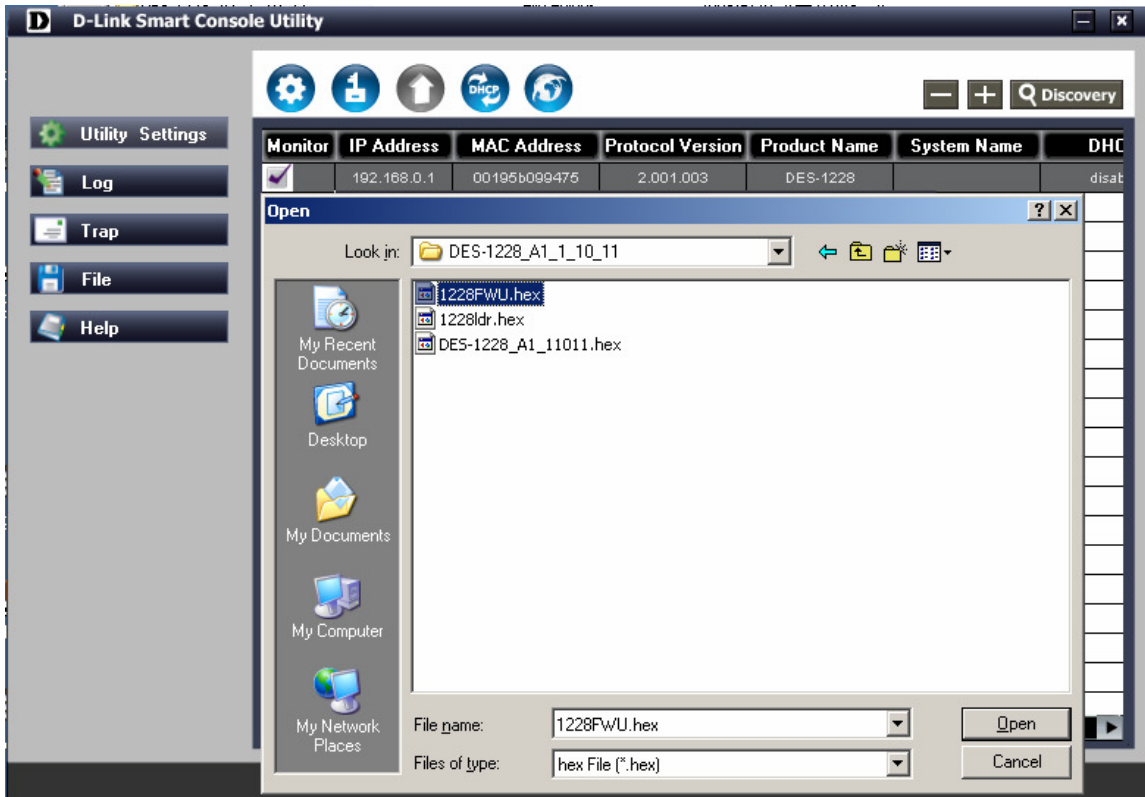 D-Link Smart Console Utility
DHCP
Discovery
Utility Settings
Log
Trap
File
Help
Monitor IP Address MAC Address Protocol Version Product Name System Name DHC
192.168.0.1 00195b099475 2.001.003 DES-1228 disab
Open
Look in: DES-1228_A1_1_10_11
1228FWU.hex
1228ldr.hex
DES-1228_A1_11011.hex
My Recent
Documents
Desktop
My Documents
My Computer
My Network
Places
File name: 1228FWU.hex Open
Files of type: hex File (*.hex) Cancel